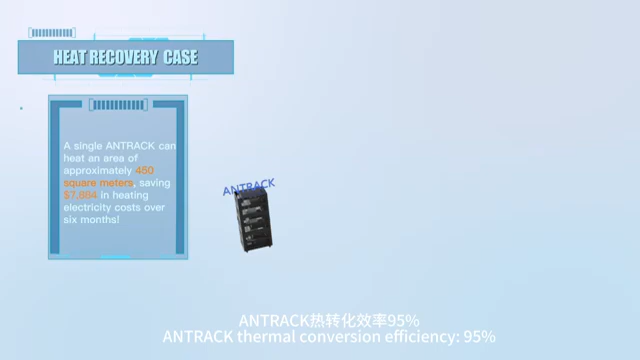 HEAT RECOVERY CASE
A single ANTRACK can
heat an area of
approximately 460
square meters, saving
$7,864 in heating
electricity costs over
six months!
ANTRACK
ANTRACK热转化效率95%
ANTRACK thermal conversion efficiency: 95%